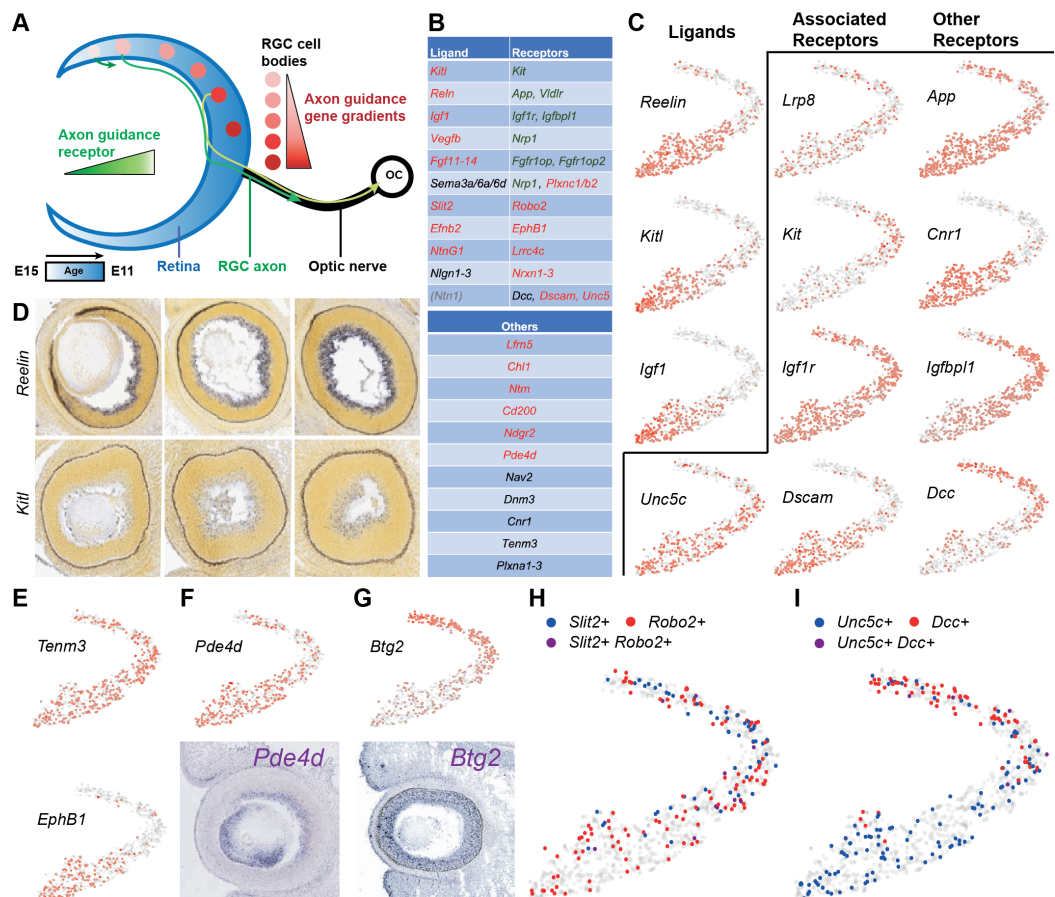 A
RGC cell
bodies
Axon guidance
gene gradients
Axon guidance
receptor
OC
E15
Age
E11
Retina
RGC axon
Optic nerve
B
Ligand Receptors
Kitl Kit
Reln App, Vldlr
Igf1 Igf1r, Igfbpl1
Vegfb Nrp1
Fgf11-14 Fgfr1op, Fgfr1op2
Sema3a/6a/6d Nrp1, Plxnc1/b2
Slit2 Robo2
Efnb2 EphB1
NtnG1 Lrrc4c
Nlgn1-3 Nrxn1-3
(Ntn1) Dcc, Dscam, Unc5
Others
Lfrn5
Chl1
Ntm
Cd200
Ndgr2
Pde4d
Nav2
Dnm3
Cnr1
Tenm3
Plxna1-3
C
Ligands
Associated
Receptors
Other
Receptors
Reelin
Lrp8
App
Kitl
Kit
Cnr1
Igf1
Igf1r
Igfbpl1
Unc5c
Dscam
Dcc
D
Reelin
Kitl
E
Tenm3
EphB1
F
Pde4d
Pde4d
G
Btg2
Btg2
H
Slit2+ Robo2+
Slit2+ Robo2+
I
Unc5c+ Dcc+
Unc5c+ Dcc+